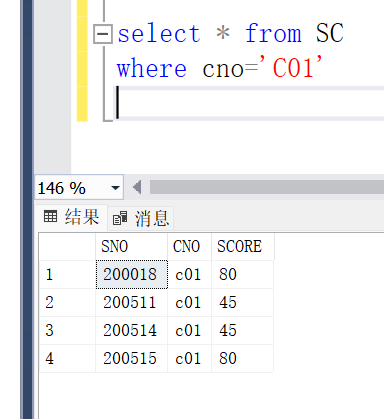 select * from SC
where cno='C01'
146 %
结果 消息
SNO CNO SCORE
1 200018 c01 80
2 200511 c01 45
3 200514 c01 45
4 200515 c01 80